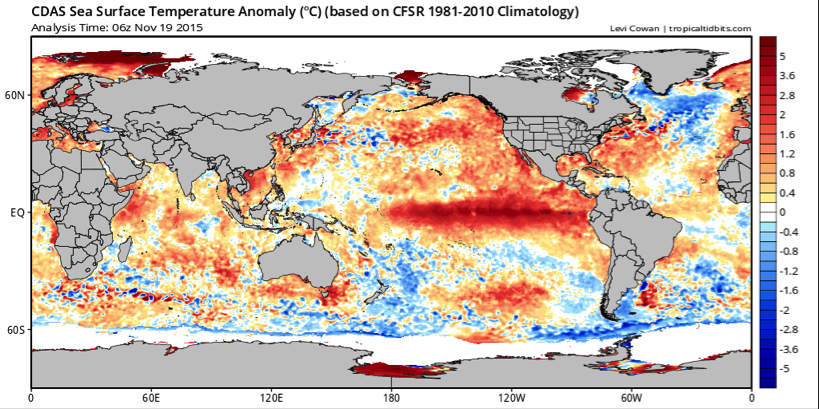 CDAS Sea Surface Temperature Anomaly (°C) (based on CFSR 1981-2010 Climatology)
Analysis Time: 06z Nov 19 2015
Levi Cowan | tropicaltidbits.com
60N
EQ
60S
0
60E
120E
180
120W
60W
0
5
3.6
2.8
2
1.6
1.2
0.8
0.4
0
-0.4
-0.8
-1.2
-1.6
-2
-2.8
-3.6
-5